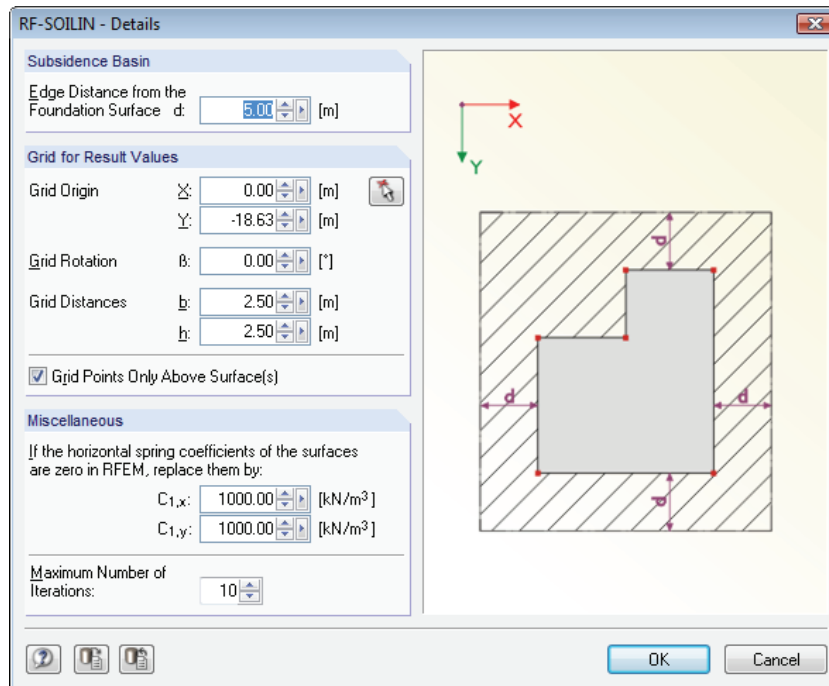 RF-SOILIN - Details
Subsidence Basin
Edge Distance from the
Foundation Surface d: 5.00 [m]
Grid for Result Values
Grid Origin X: 0.00 [m]
Y: -18.63 [m]
Grid Rotation ß: 0.00 [°]
Grid Distances b: 2.50 [m]
h: 2.50 [m]
Grid Points Only Above Surface(s)
Miscellaneous
If the horizontal spring coefficients of the surfaces
are zero in RFEM, replace them by:
C1,x: 1000.00 [kN/m³]
C1,y: 1000.00 [kN/m³]
Maximum Number of
Iterations: 10
X
Y
d
d
d
d
OK
Cancel